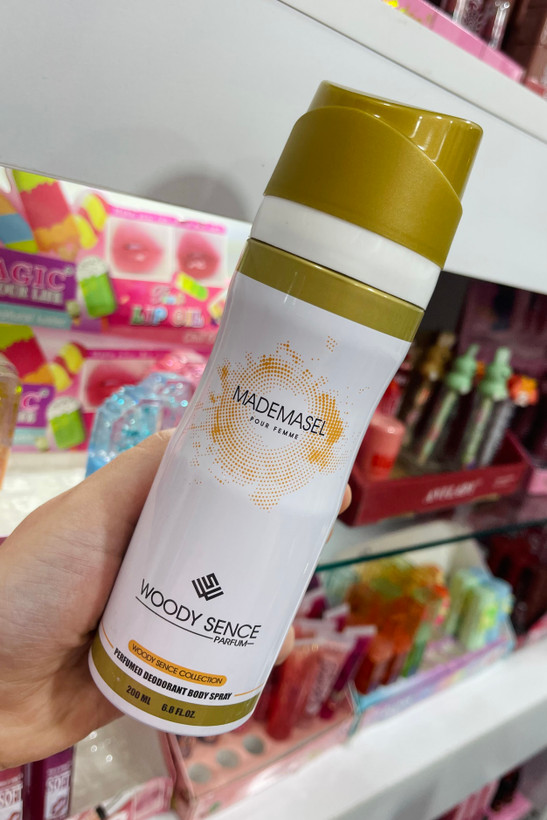 MADEMASEL
POUR FEMME
WOODY SENCE
PARFUM
WOODY SENCE COLLECTION
PERFUMED DEODORANT BODY SPRAY
200 ML 6.8 FL.OZ.
LIP OIL